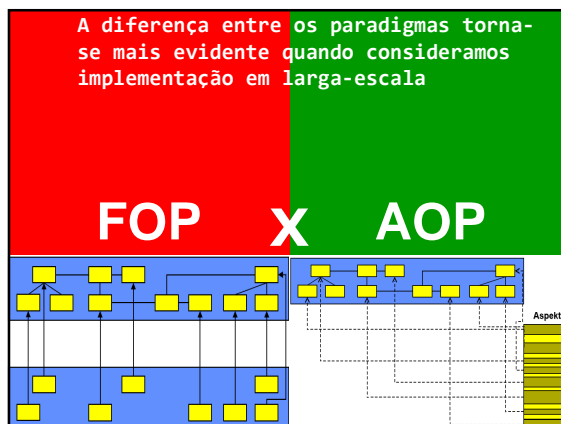 A diferença entre os paradigmas torna-
se mais evidente quando consideramos
implementação em larga-escala
FOP x AOP
Aspekt